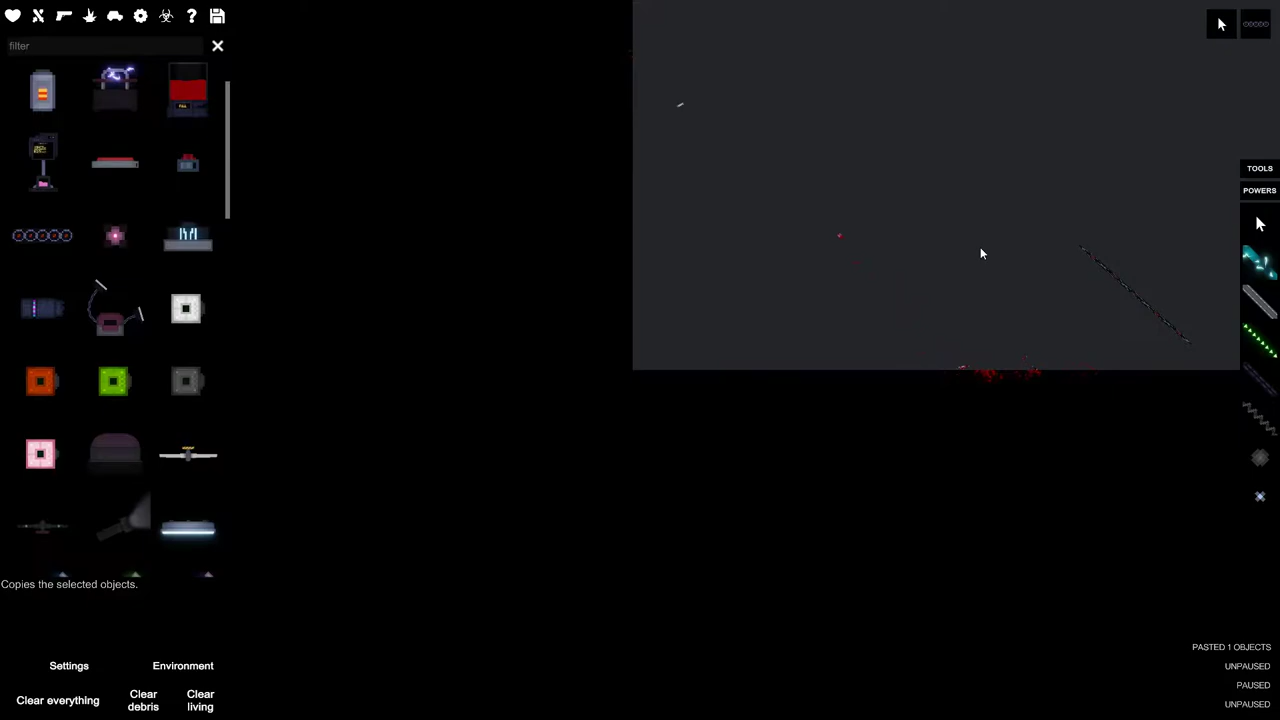 filter
TOOLS
POWERS
Copies the selected objects.
PASTED 1 OBJECTS
Settings
Environment
UNPAUSED
PAUSED
Clear everything
Clear debris
Clear living
UNPAUSED